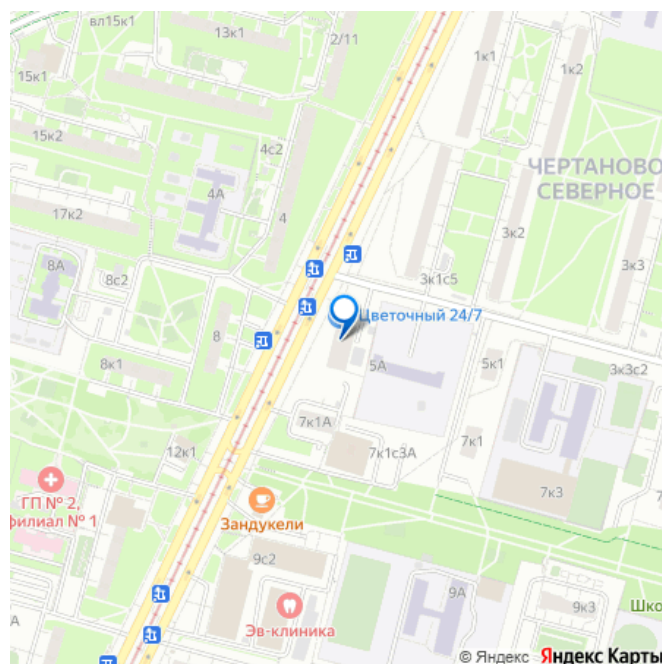 вл15к1
13к1
2/11
1к1
1к2
15к1
15к2
4с2
4А
4
ЧЕРТАНОВО
СЕВЕРНОЕ
17к2
3к2
8А
8с2
3к1с5
3к3
Цветочный 24/7
8
8к1
5А
5к1
3к3с2
7к1А
12к1
7к1с3А
7к1
ГП № 2,
филиал № 1
7к3
7
Зандукели
9с2
9А
9к3
Шко
А
Эв-клиника
© Яндекс Яндекс Карты